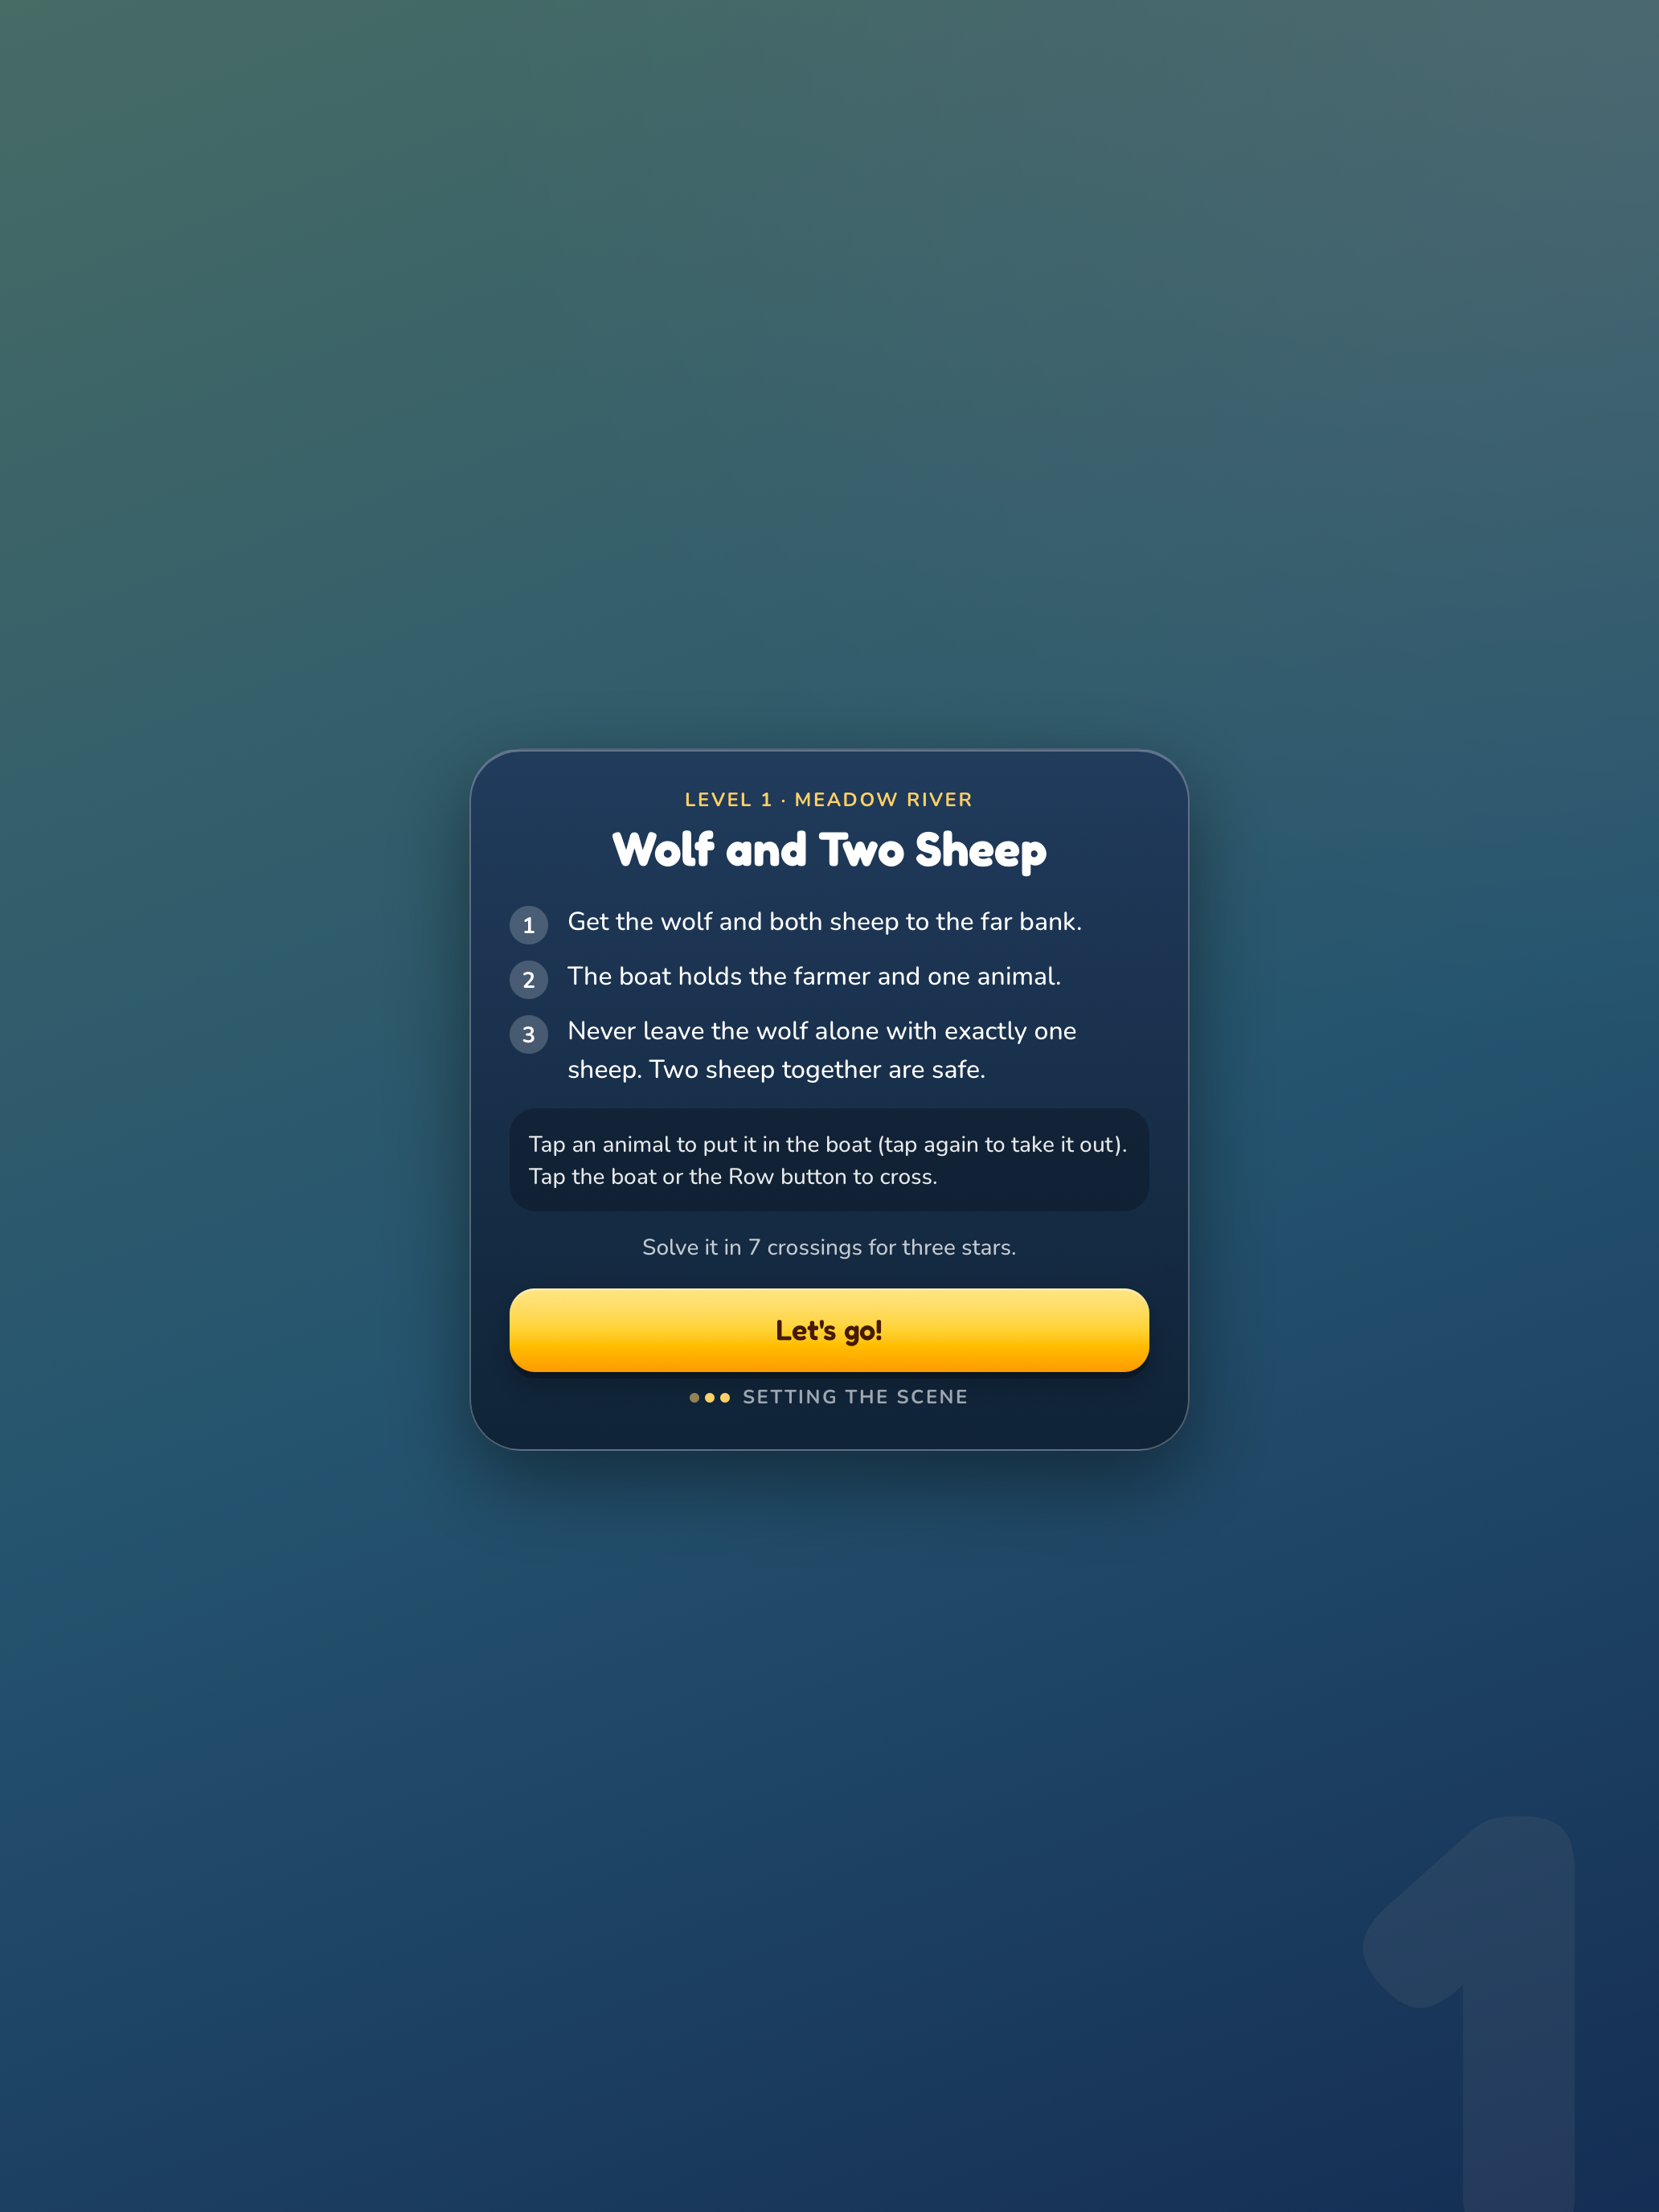 LEVEL 1 · MEADOW RIVER
Wolf and Two Sheep
1 Get the wolf and both sheep to the far bank.
2 The boat holds the farmer and one animal.
3 Never leave the wolf alone with exactly one
sheep. Two sheep together are safe.
Tap an animal to put it in the boat (tap again to take it out).
Tap the boat or the Row button to cross.
Solve it in 7 crossings for three stars.
Let's go!
SETTING THE SCENE
1